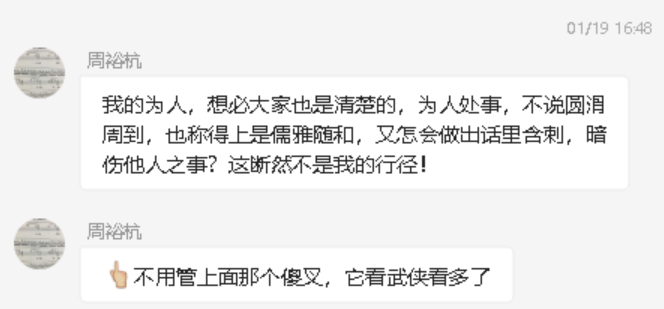 01/19 16:48
周裕杭
我的为人，想必大家也是清楚的，为人处事，不说圆滑
周到，也称得上是儒雅随和，又怎会做出话里含刺，暗
伤他人之事？这断然不是我的行径！
周裕杭
👆🏼不用管上面那个傻叉，它看武侠看多了